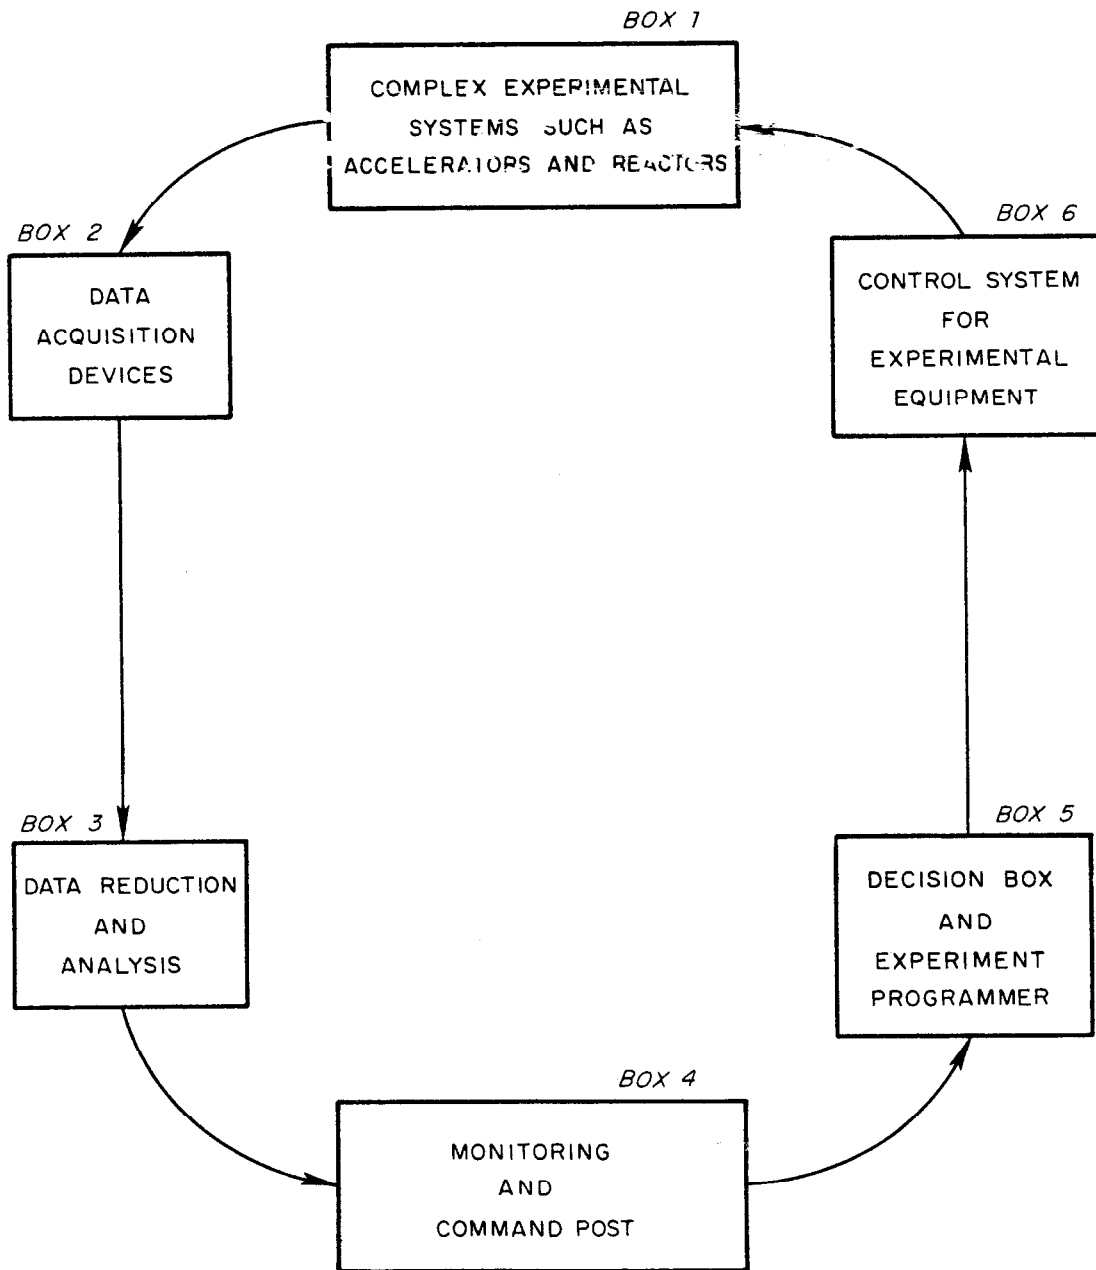 BOX 1
COMPLEX EXPERIMENTAL
SYSTEMS SUCH AS
ACCELERATORS AND REACTORS
BOX 2
DATA
ACQUISITION
DEVICES
BOX 3
DATA REDUCTION
AND
ANALYSIS
BOX 4
MONITORING
AND
COMMAND POST
BOX 5
DECISION BOX
AND
EXPERIMENT
PROGRAMMER
BOX 6
CONTROL SYSTEM
FOR
EXPERIMENTAL
EQUIPMENT